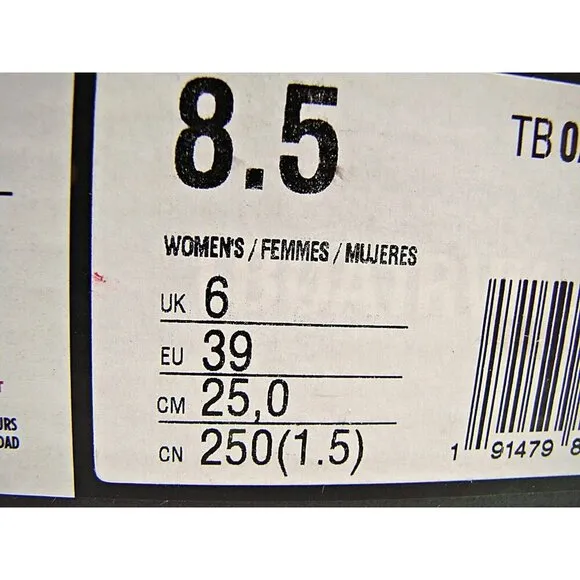 8.5
TB
WOMEN'S / FEMMES / MUJERES
UK 6
EU 39
CM 25,0
CN 250(1.5)
1 91479 8